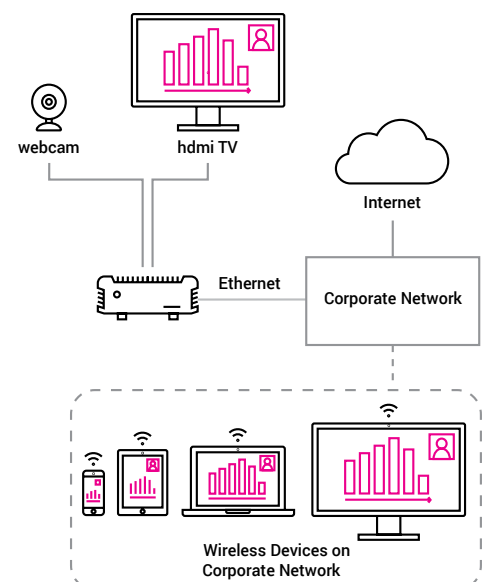 webcam
hdmi TV
Internet
Ethernet
Corporate Network
Wireless Devices on
Corporate Network